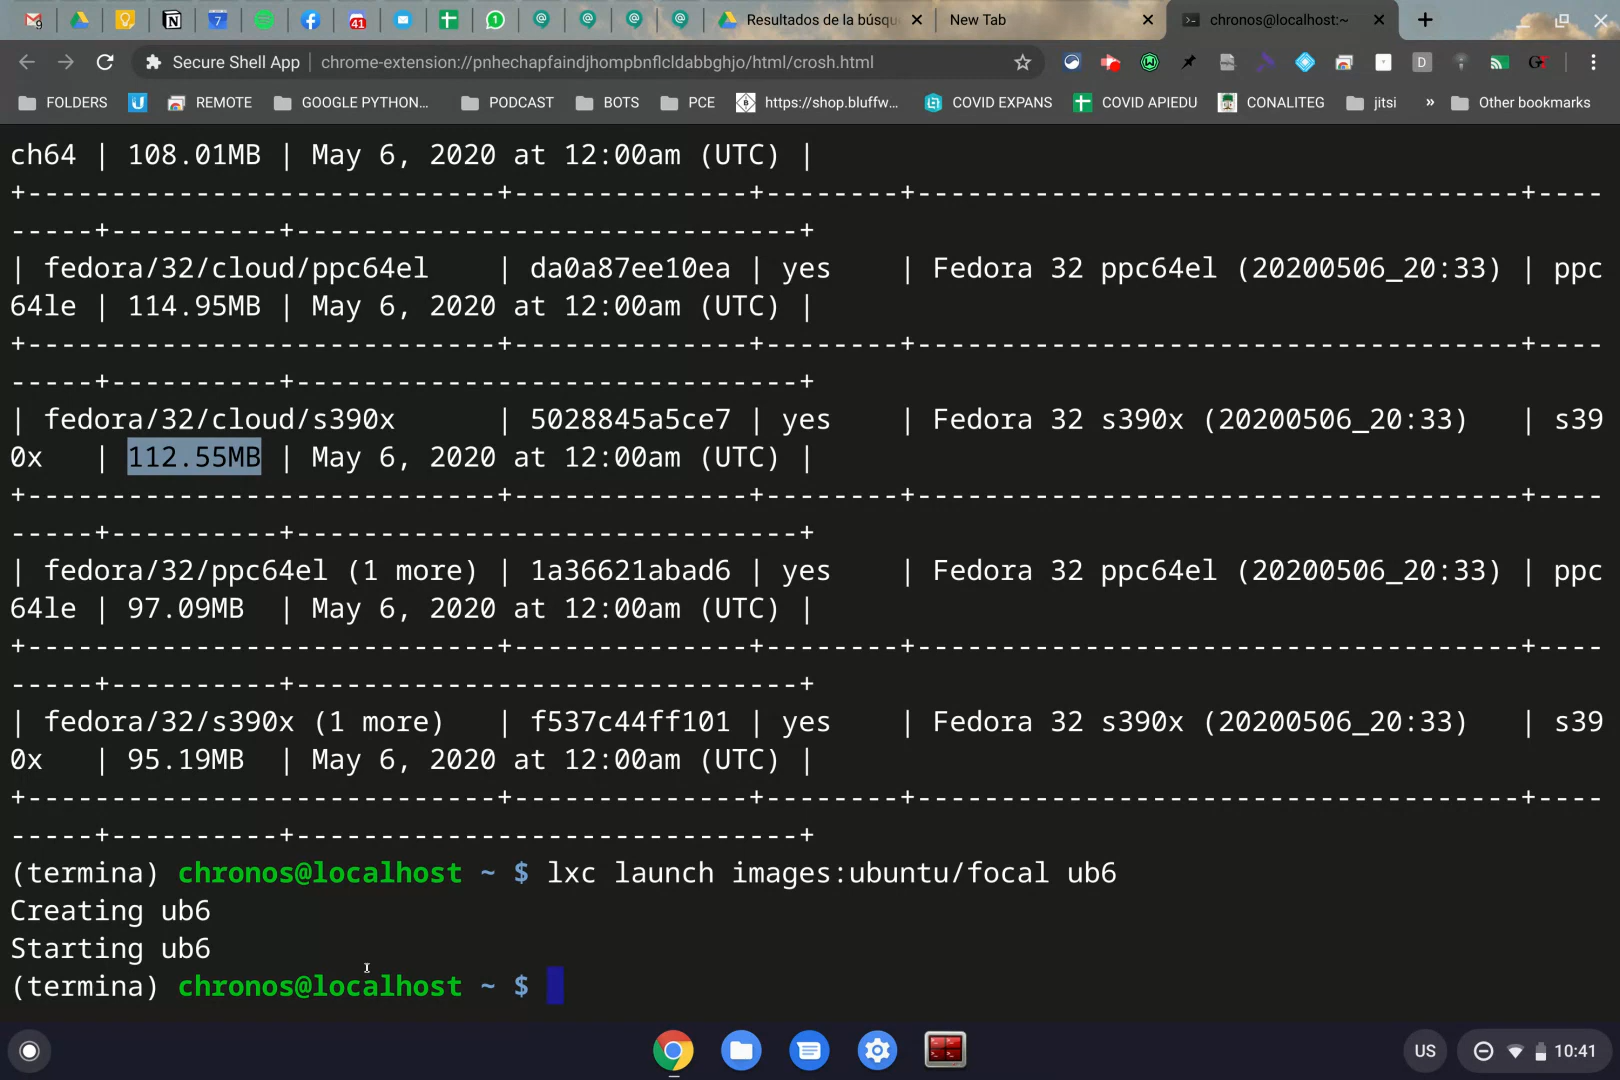 41
7
1
Resultados de la búsqu
New Tab
chronos@localhost:~
Secure Shell App | chrome-extension://pnhechapfaindjhompbnflcldabbghjo/html/crosh.html
FOLDERS REMOTE GOOGLE PYTHON... PODCAST BOTS PCE https://shop.bluffw... COVID EXPANS COVID APIEDU CONALITEG jitsi » Other bookmarks
ch64 | 108.01MB | May 6, 2020 at 12:00am (UTC) |
+-----------------------------+---------------+--------+-------------------------------------+----
-----+----------+------------------------------+
| fedora/32/cloud/ppc64el | da0a87ee10ea | yes | Fedora 32 ppc64el (20200506_20:33) | ppc
64le | 114.95MB | May 6, 2020 at 12:00am (UTC) |
+-----------------------------+---------------+--------+-------------------------------------+----
-----+----------+------------------------------+
| fedora/32/cloud/s390x | 5028845a5ce7 | yes | Fedora 32 s390x (20200506_20:33) | s39
0x | 112.55MB | May 6, 2020 at 12:00am (UTC) |
+-----------------------------+---------------+--------+-------------------------------------+----
-----+----------+------------------------------+
| fedora/32/ppc64el (1 more) | 1a36621abad6 | yes | Fedora 32 ppc64el (20200506_20:33) | ppc
64le | 97.09MB | May 6, 2020 at 12:00am (UTC) |
+-----------------------------+---------------+--------+-------------------------------------+----
-----+----------+------------------------------+
| fedora/32/s390x (1 more) | f537c44ff101 | yes | Fedora 32 s390x (20200506_20:33) | s39
0x | 95.19MB | May 6, 2020 at 12:00am (UTC) |
+-----------------------------+---------------+--------+-------------------------------------+----
-----+----------+------------------------------+
(termina) chronos@localhost ~ $ lxc launch images:ubuntu/focal ub6
Creating ub6
Starting ub6
(termina) chronos@localhost ~ $
US 10:41